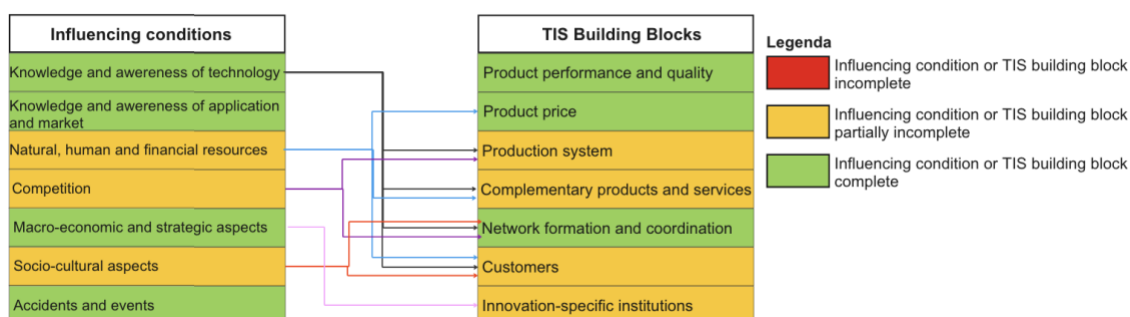 Influencing conditions
Knowledge and awereness of technology
Knowledge and awareness of application
and market
Natural, human and financial resources
Competition
Macro-economic and strategic aspects
Socio-cultural aspects
Accidents and events
TIS Building Blocks
Product performance and quality
Product price
Production system
Complementary products and services
Network formation and coordination
Customers
Innovation-specific institutions
Legenda
Influencing condition or TIS building block
incomplete
Influencing condition or TIS building block
partially incomplete
Influencing condition or TIS building block
complete